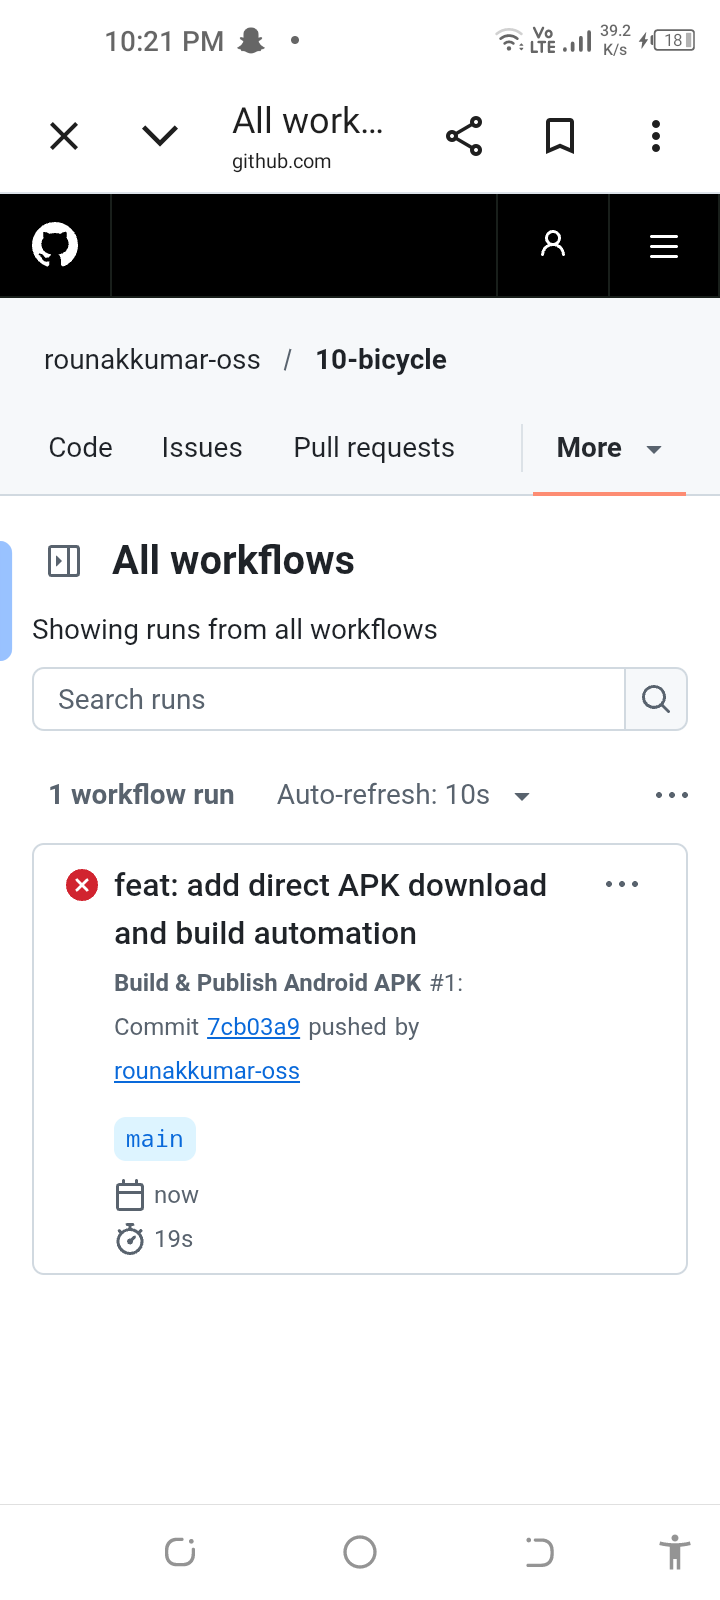 10:21 PM
Vo LTE
39.2 K/s
18
All work...
github.com
rounakkumar-oss / 10-bicycle
Code Issues Pull requests More
All workflows
Showing runs from all workflows
Search runs
1 workflow run Auto-refresh: 10s
feat: add direct APK download
and build automation
Build & Publish Android APK #1:
Commit 7cb03a9 pushed by
rounakkumar-oss
main
now
19s